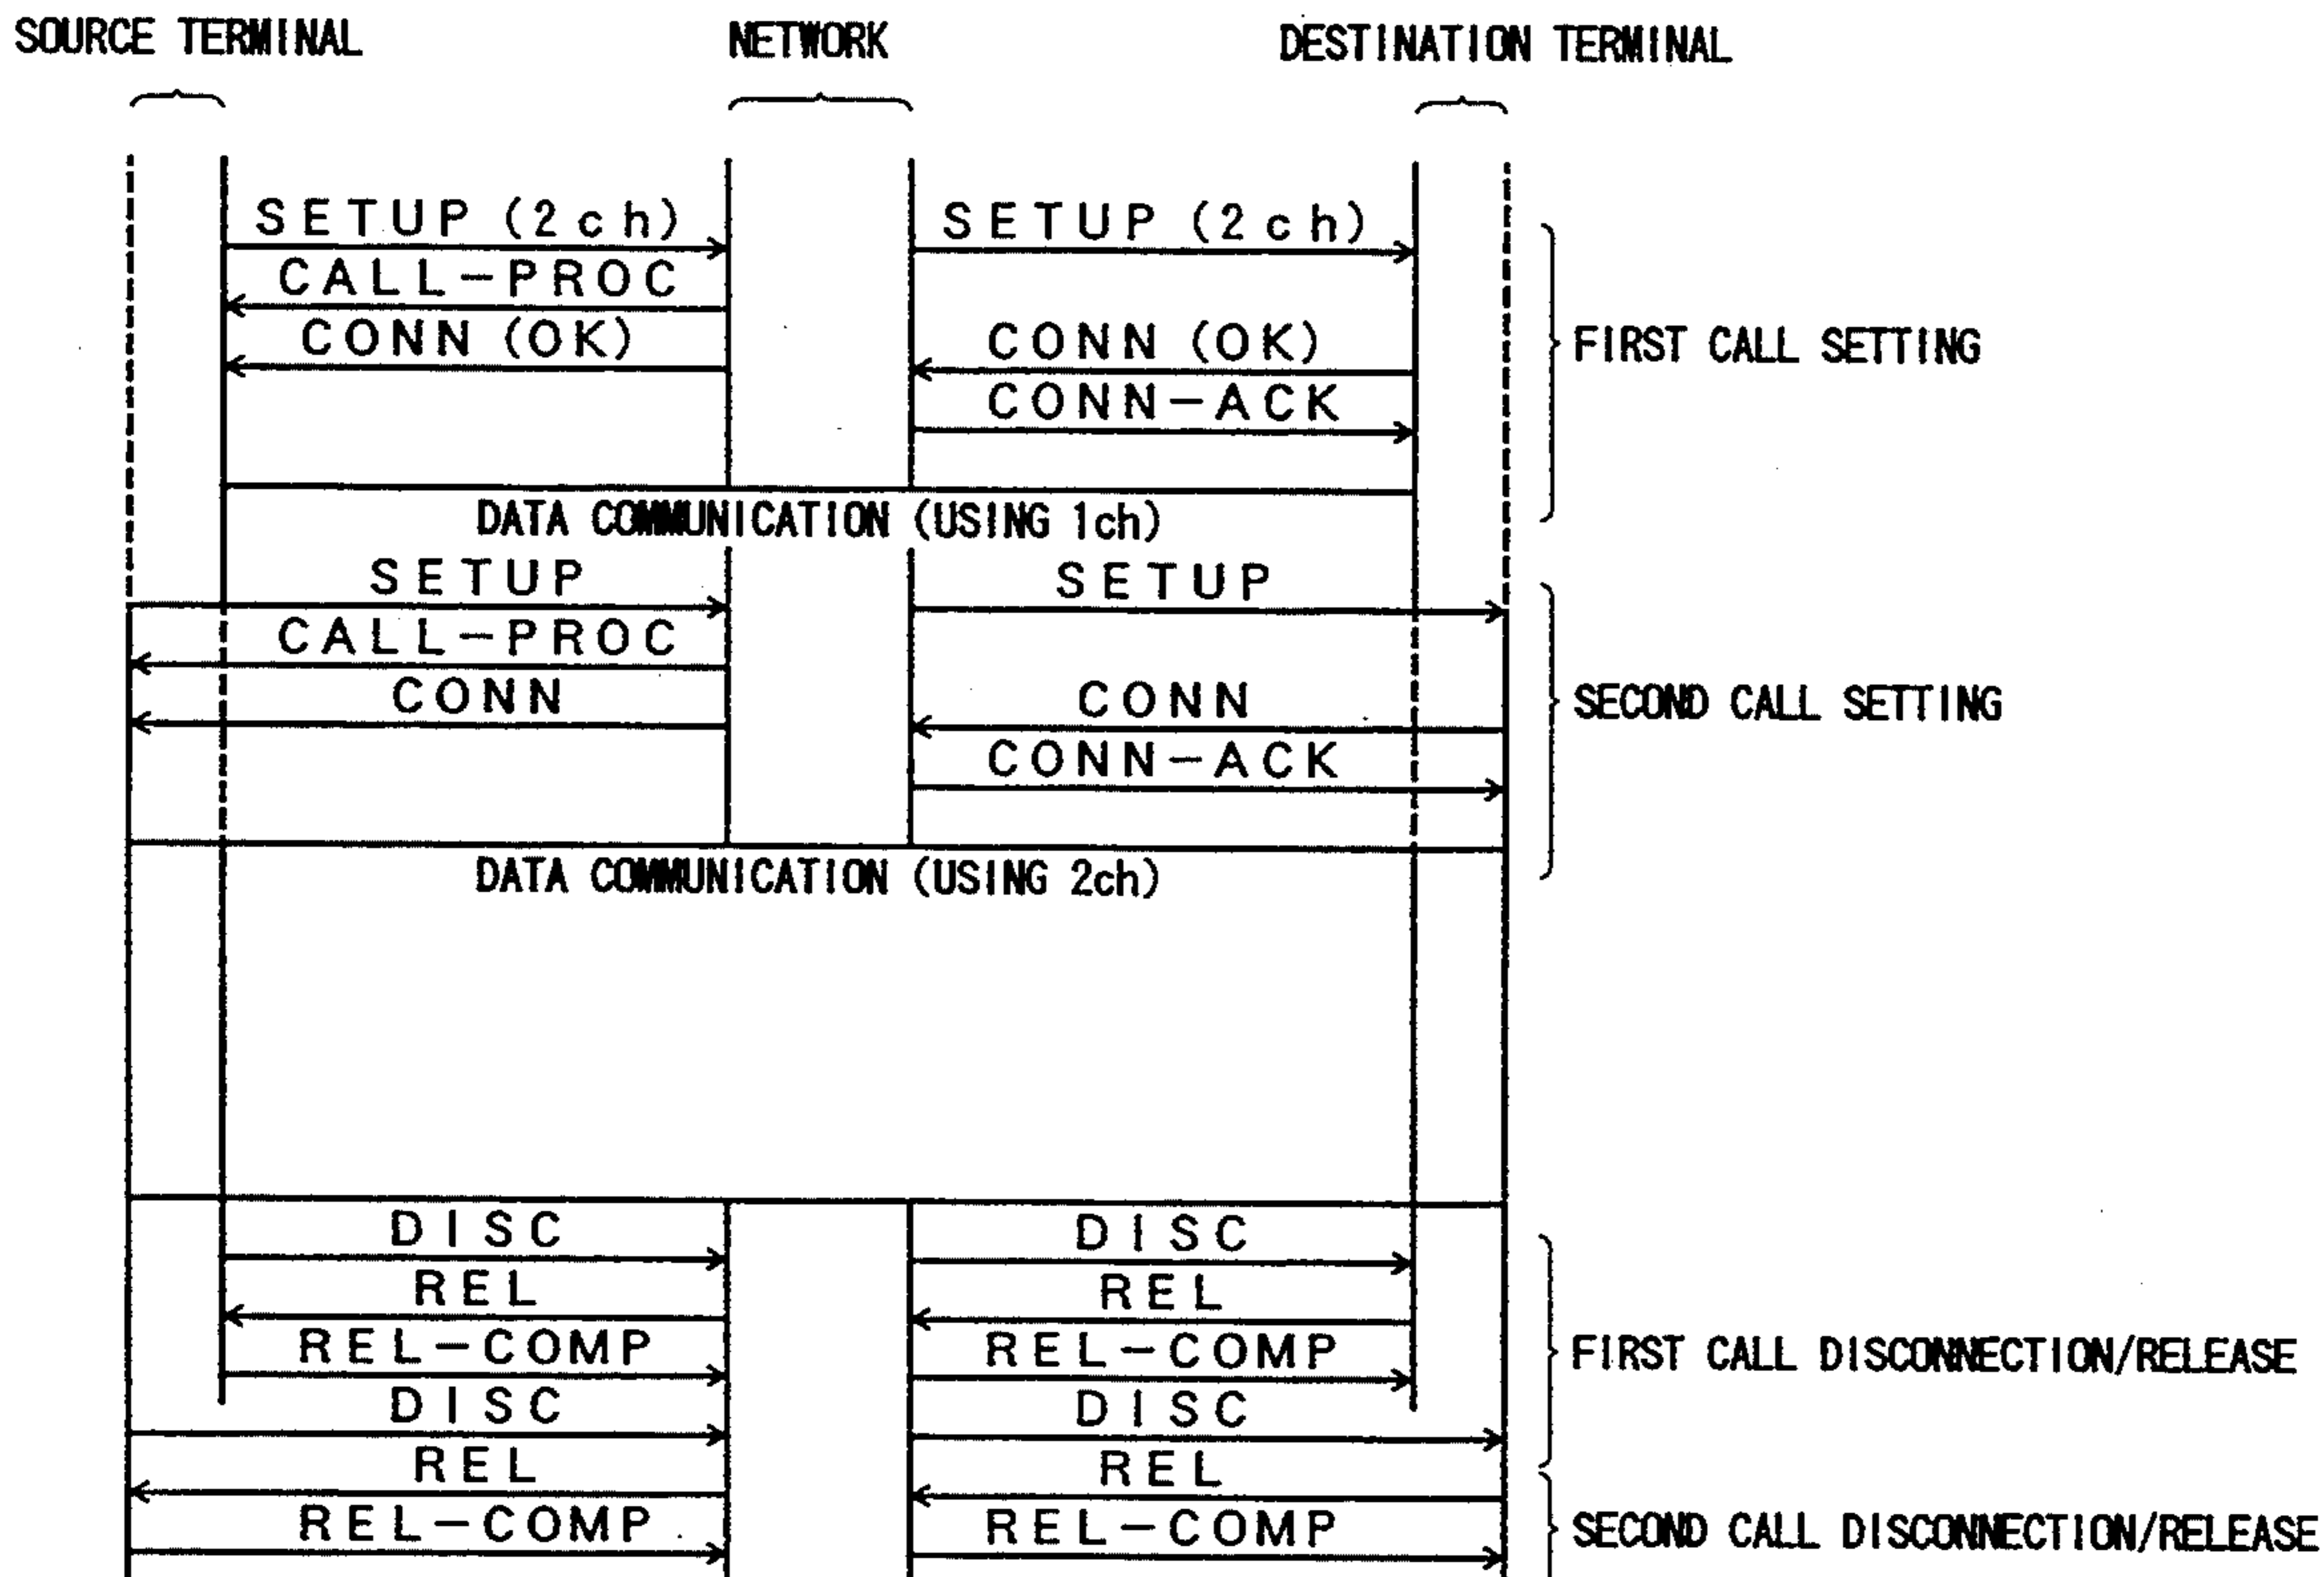 SOURCE TERMINAL NETWORK DESTINATION TERMINAL
SETUP (2ch) SETUP (2ch)
CALL-PROC
CONN (OK) CONN (OK)
FIRST CALL SETTING
CONN-ACK
DATA COMMUNICATION (USING 1ch)
SETUP SETUP
CALL-PROC
CONN CONN
SECOND CALL SETTING
CONN-ACK
DATA COMMUNICATION (USING 2ch)
DISC DISC
REL REL
REL-COMP REL-COMP
FIRST CALL DISCONNECTION/RELEASE
DISC DISC
REL REL
REL-COMP REL-COMP
SECOND CALL DISCONNECTION/RELEASE